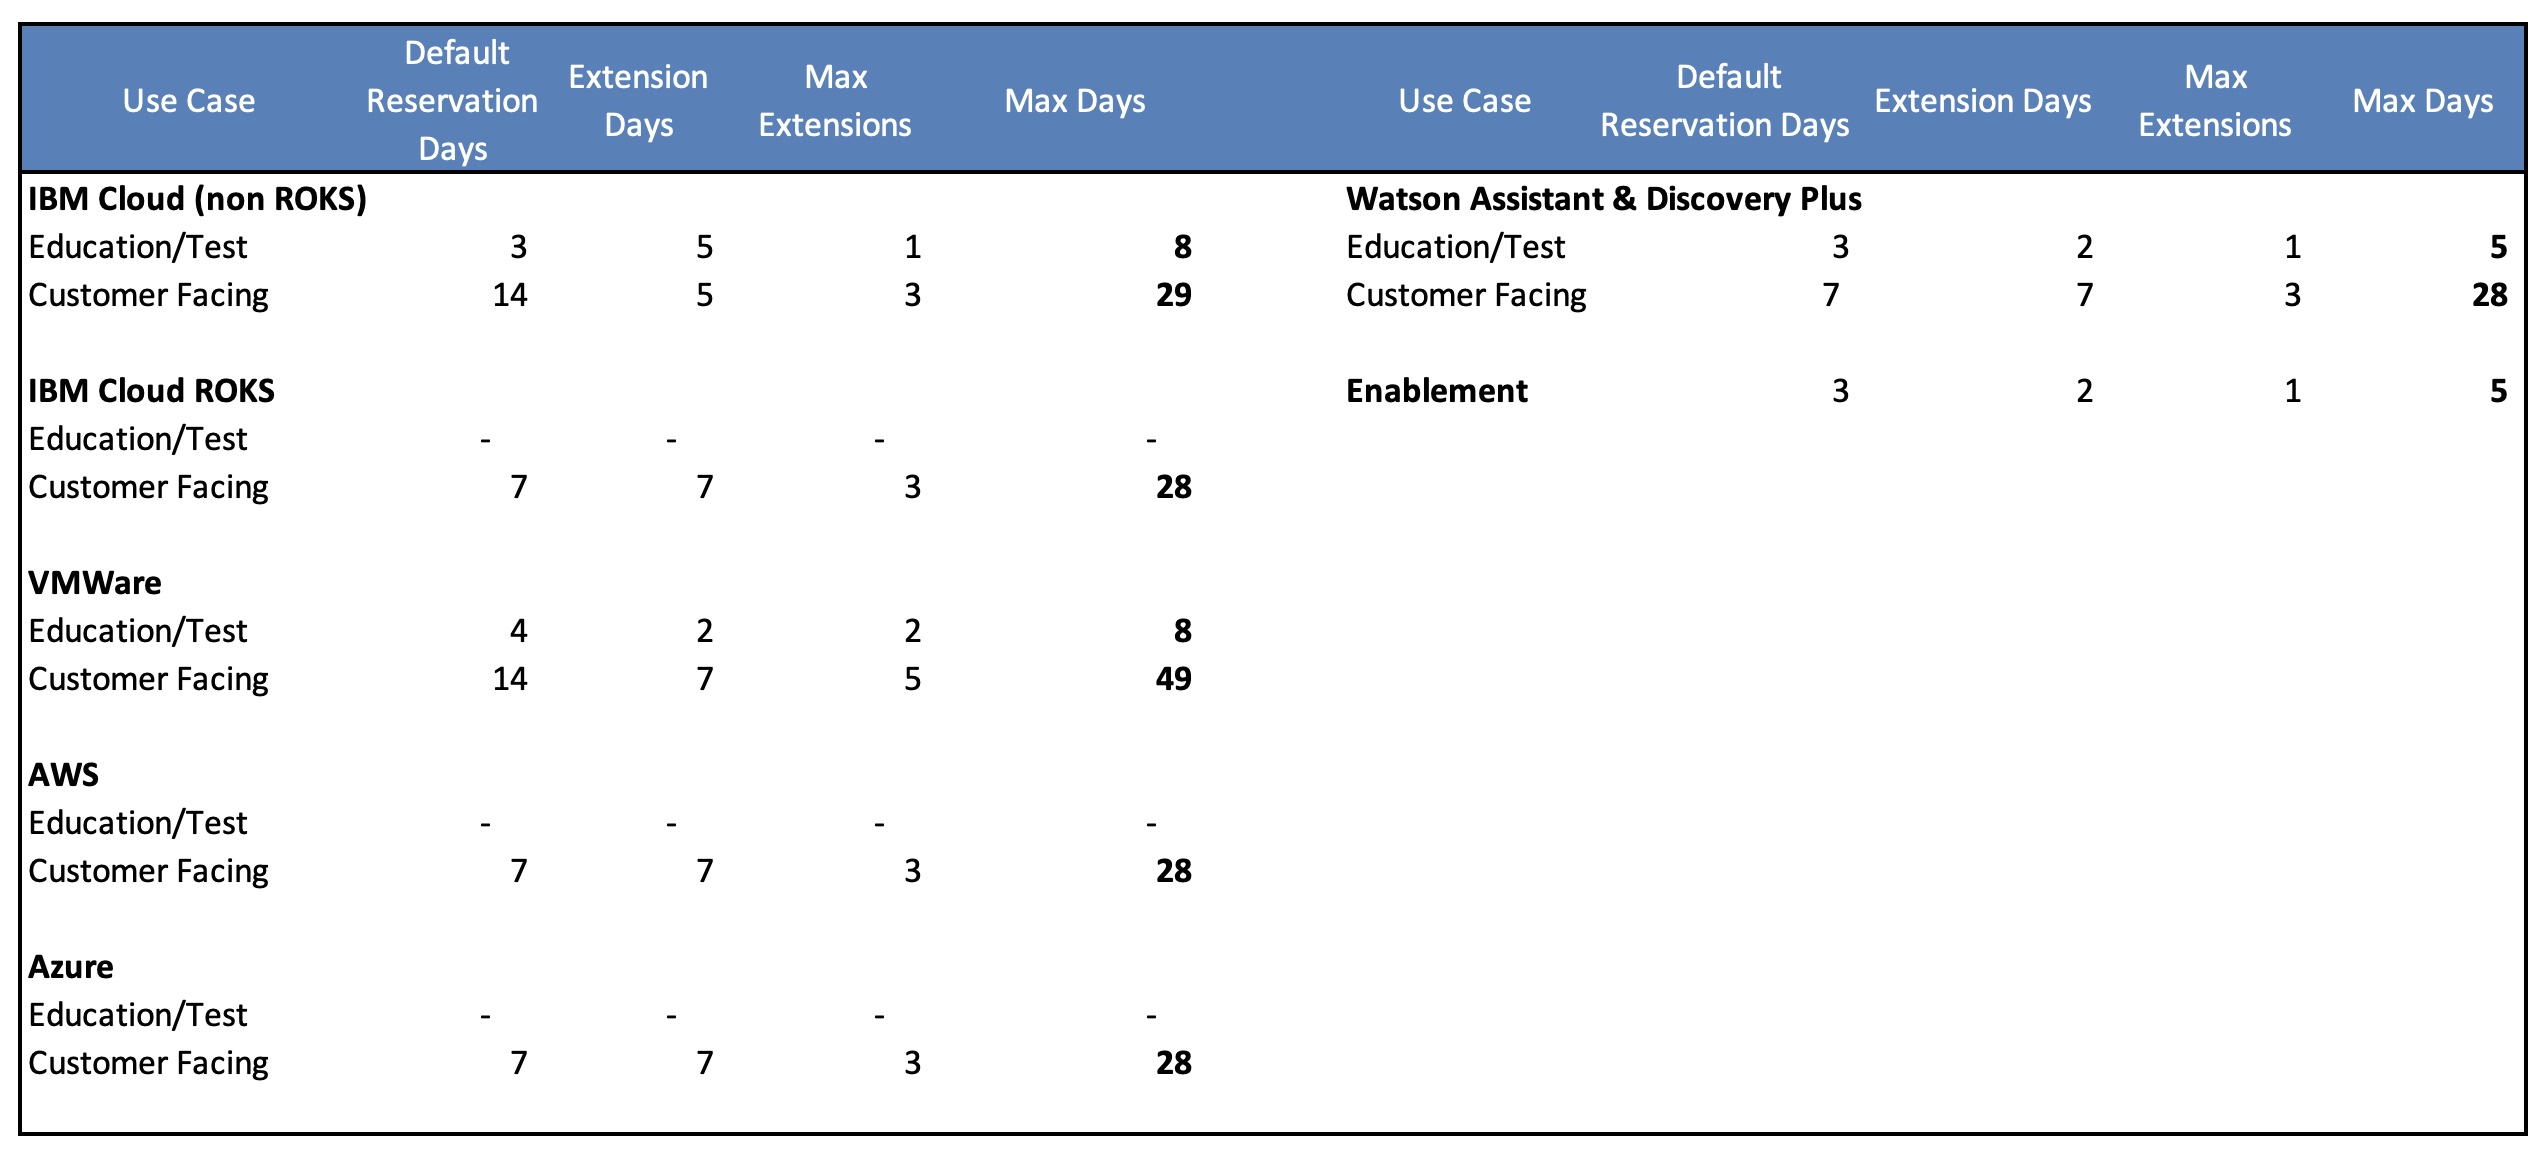 Use Case Default Reservation Days Extension Days Max Extensions Max Days Use Case Default Reservation Days Extension Days Max Extensions Max Days
IBM Cloud (non ROKS) Watson Assistant & Discovery Plus
Education/Test 3 5 1 8 Education/Test 3 2 1 5
Customer Facing 14 5 3 29 Customer Facing 7 7 3 28
IBM Cloud ROKS Enablement 3 2 1 5
Education/Test - - - -
Customer Facing 7 7 3 28
VMWare
Education/Test 4 2 2 8
Customer Facing 14 7 5 49
AWS
Education/Test - - - -
Customer Facing 7 7 3 28
Azure
Education/Test - - - -
Customer Facing 7 7 3 28